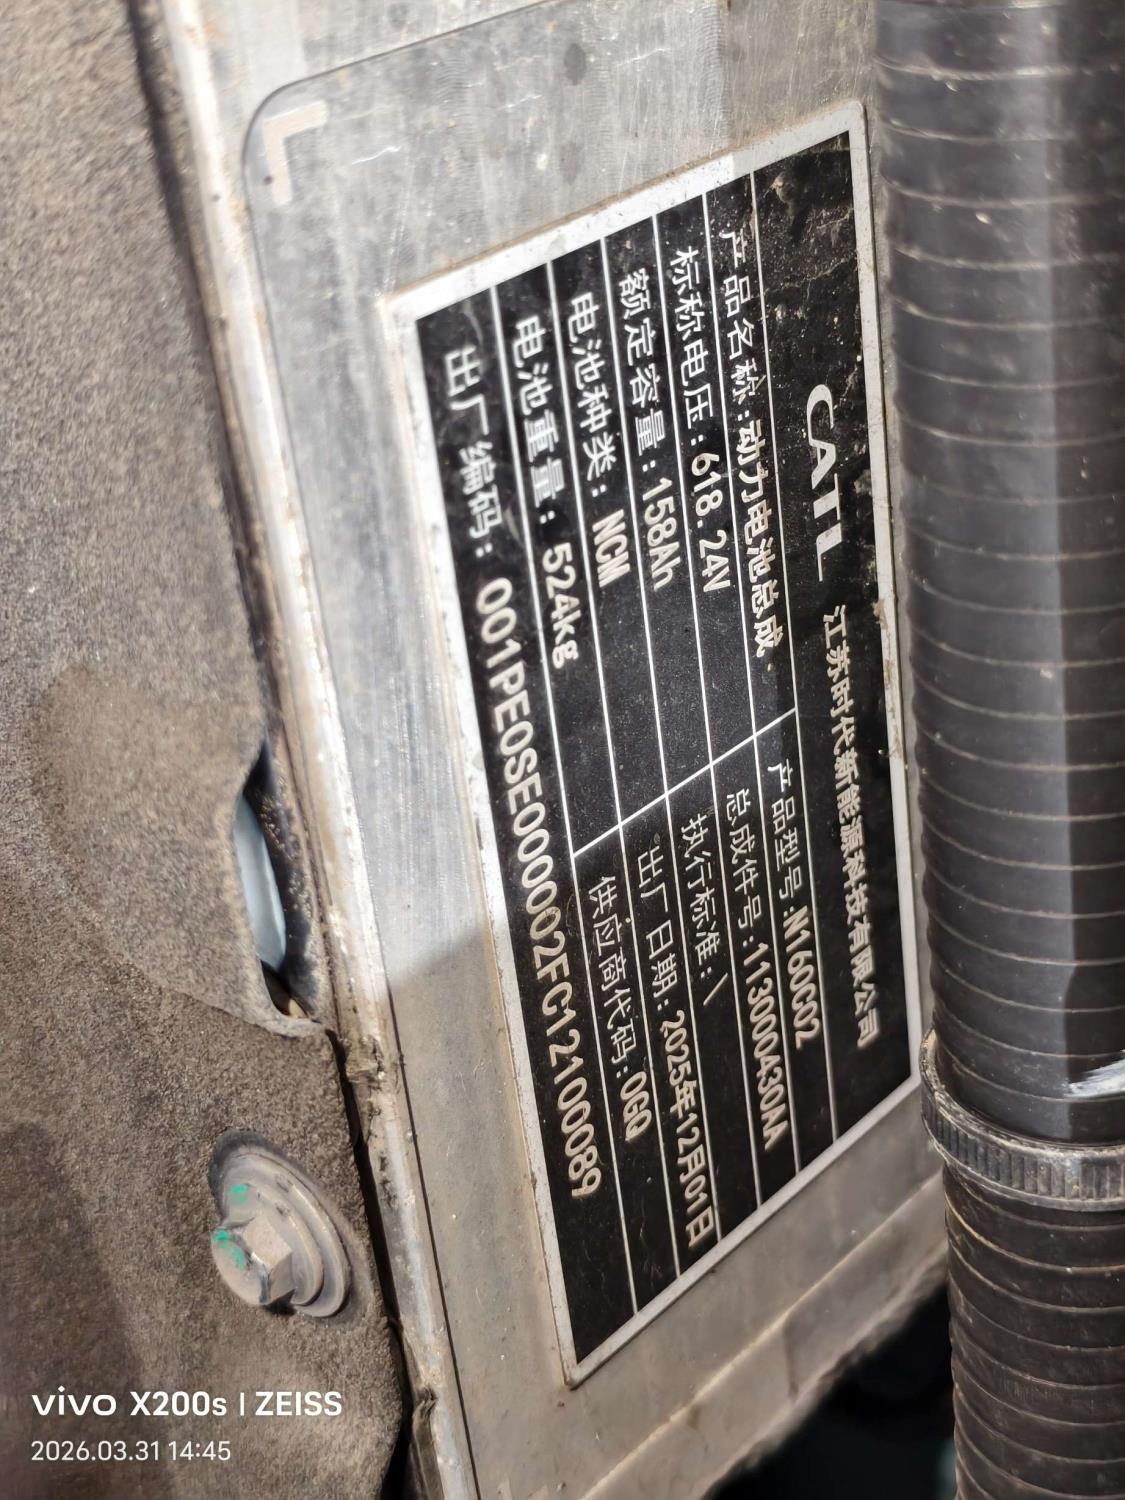 CATL 江苏时代新能源科技有限公司
产品名称:动力电池总成 产品型号:N160C02
标称电压:618.24V 总成件号:113000430AA
额定容量:158Ah 执行标准:\
电池种类:NCM 出厂日期:2025年12月01日
电池重量:524kg 供应商代码:0GQ
出厂编码:001PE0SE000002FC12100089
vivo X200s | ZEISS
2026.03.31 14:45